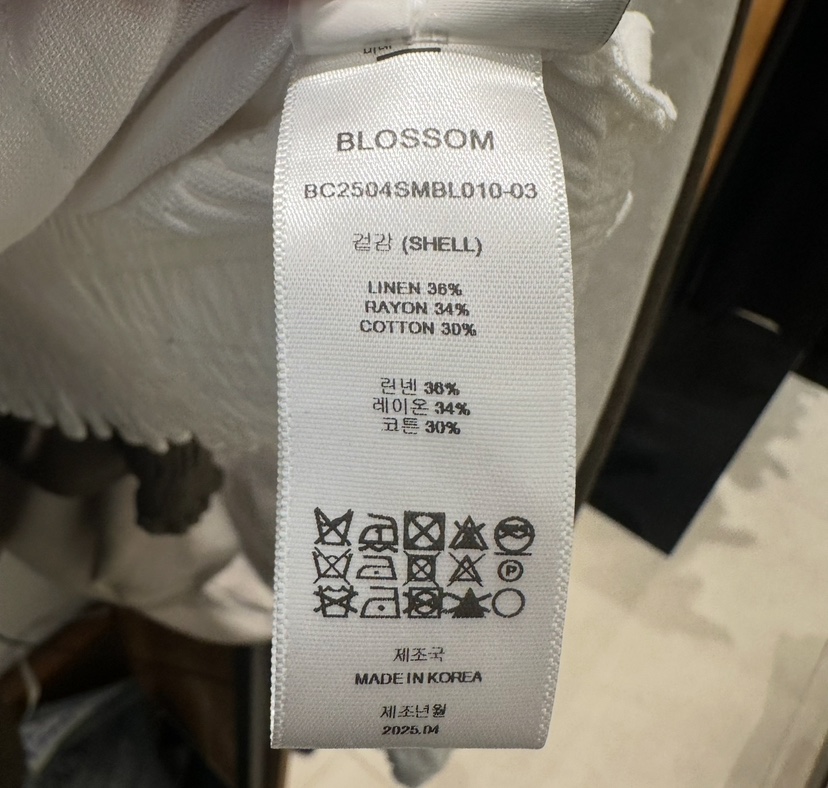 BLOSSOM
BC2504SMBL010-03
겉감 (SHELL)
LINEN 36%
RAYON 34%
COTTON 30%
린넨 36%
레이온 34%
코튼 30%
P
제조국
MADE IN KOREA
제조년월
2025.04